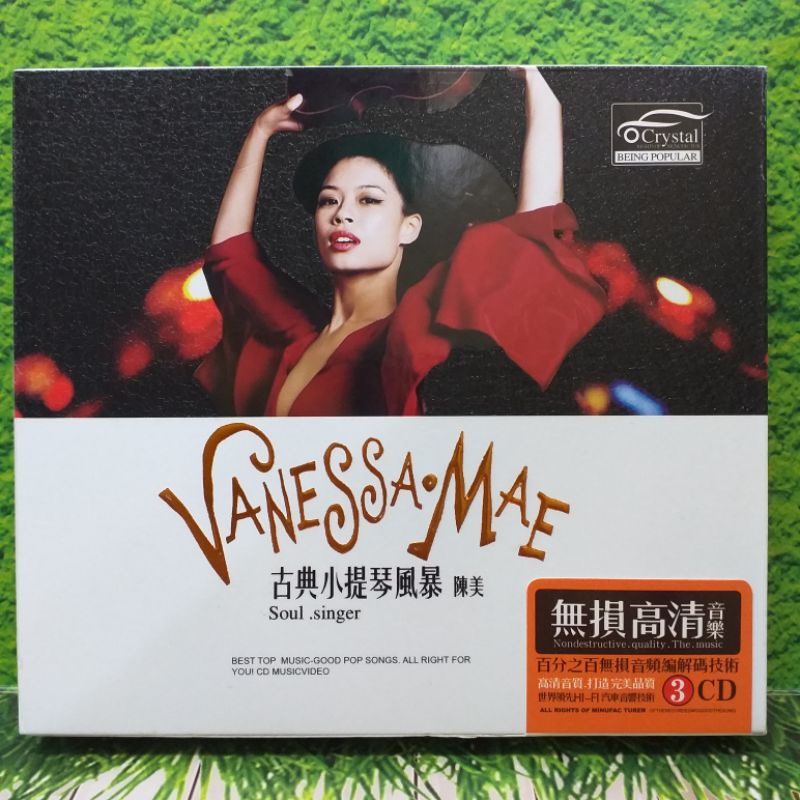 Crystal
BEING POPULAR
VANESSA·MAE
古典小提琴風暴 陳美
Soul .singer
BEST TOP MUSIC-GOOD POP SONGS. ALL RIGHT FOR
YOU! CD MUSICVIDEO
無損高清音樂
Nondestructive.quality.The.music
百分之百無損音頻編解碼技術
高清音質.打造完美品質
世界領先HI-FI汽車音響技術
3CD
ALL RIGHTS OF MINUFAC TURER